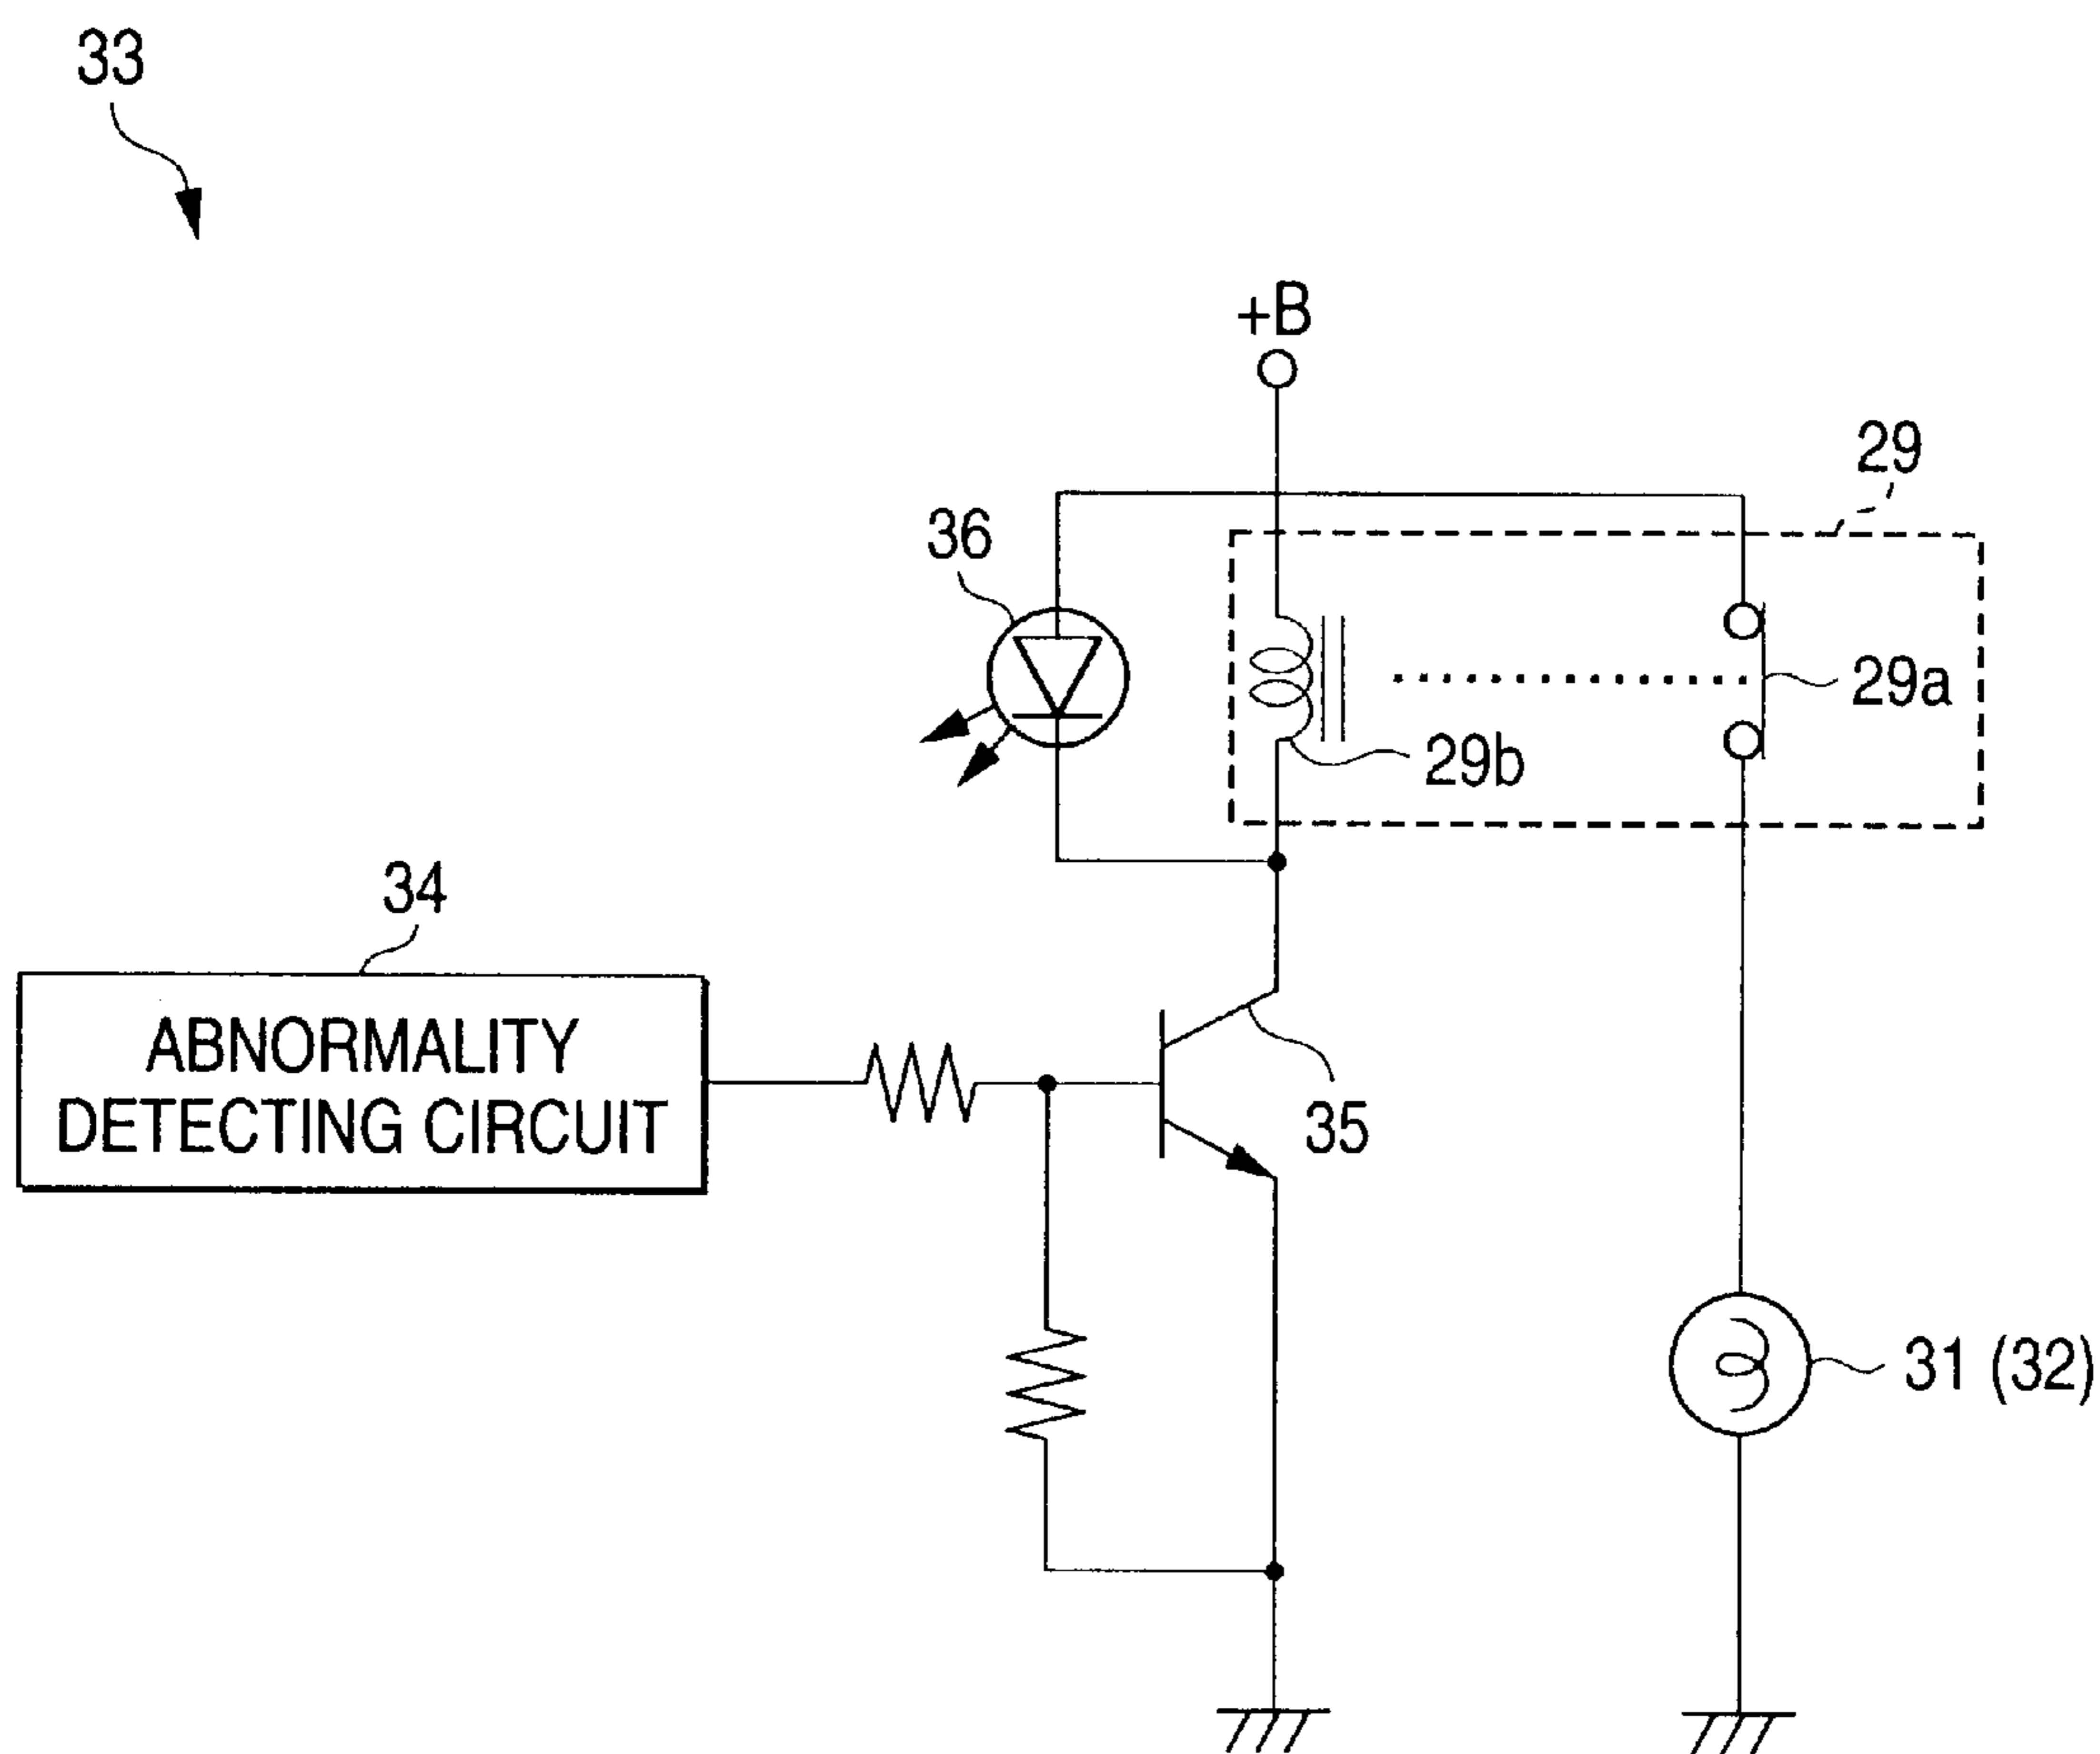 33
+B
29
36
29a
29b
34
ABNORMALITY
DETECTING CIRCUIT
35
31 (32)